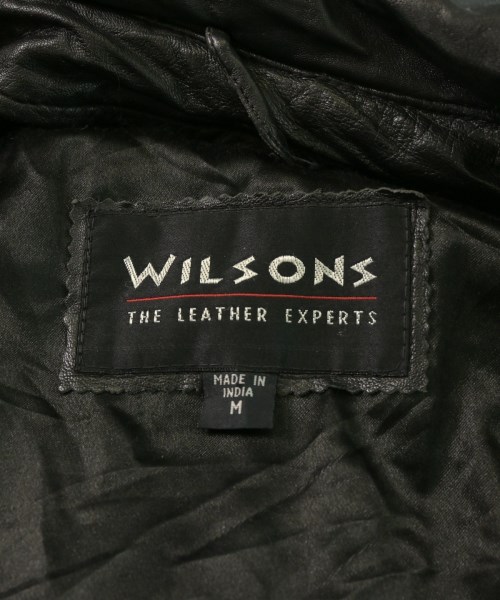 WILSONS
THE LEATHER EXPERTS
MADE IN
INDIA
M